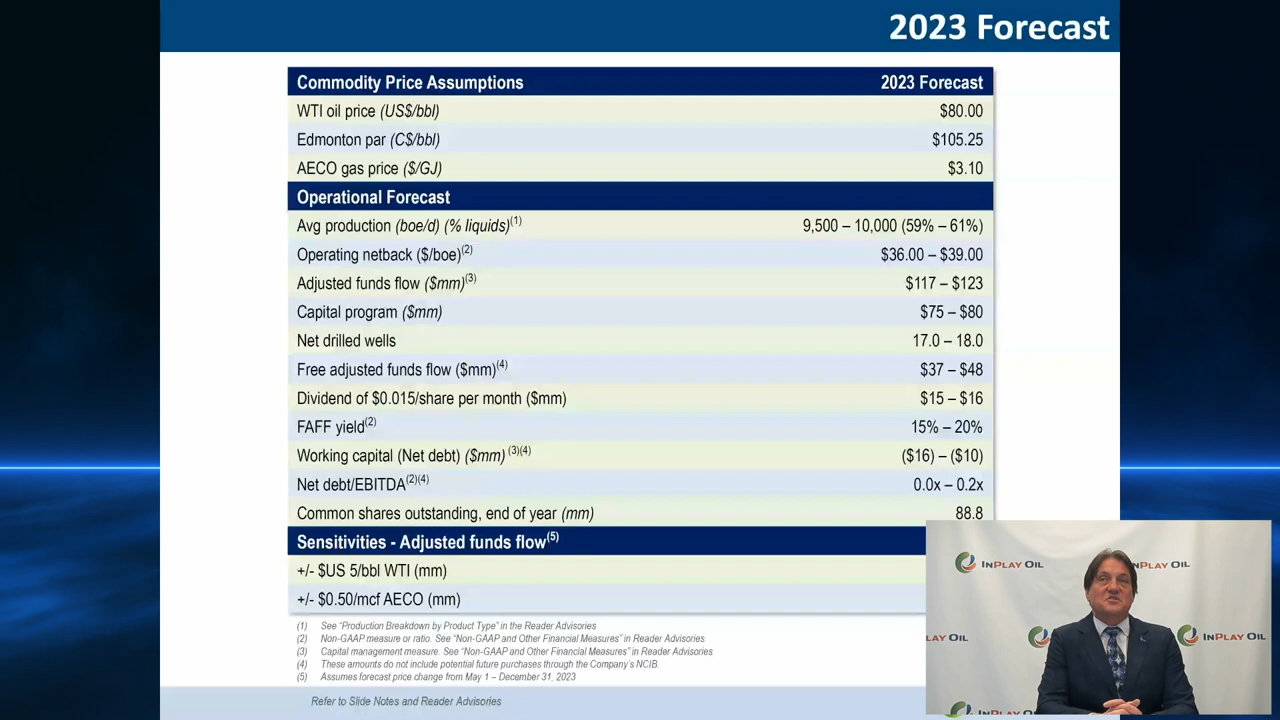 2023 Forecast
Commodity Price Assumptions 2023 Forecast
WTI oil price (US$/bbl) $80.00
Edmonton par (C$/bbl) $105.25
AECO gas price ($/GJ) $3.10
Operational Forecast
Avg production (boe/d) (% liquids)(1) 9,500 – 10,000 (59% – 61%)
Operating netback ($/boe)(2) $36.00 – $39.00
Adjusted funds flow ($mm)(3) $117 – $123
Capital program ($mm) $75 – $80
Net drilled wells 17.0 – 18.0
Free adjusted funds flow ($mm)(4) $37 – $48
Dividend of $0.015/share per month ($mm) $15 – $16
FAFF yield(2) 15% – 20%
Working capital (Net debt) ($mm) (3)(4) ($16) – ($10)
Net debt/EBITDA(2)(4) 0.0x – 0.2x
Common shares outstanding, end of year (mm) 88.8
Sensitivities - Adjusted funds flow(5)
+/- $US 5/bbl WTI (mm)
+/- $0.50/mcf AECO (mm)
(1) See “Production Breakdown by Product Type” in the Reader Advisories
(2) Non-GAAP measure or ratio. See “Non-GAAP and Other Financial Measures” in Reader Advisories
(3) Capital management measure. See “Non-GAAP and Other Financial Measures” in Reader Advisories
(4) These amounts do not include potential future purchases through the Company’s NCIB.
(5) Assumes forecast price change from May 1 – December 31, 2023
Refer to Slide Notes and Reader Advisories
INPLAY OIL
NPLAY OIL
LAY OIL
INPLAY OIL
INPLAY OI